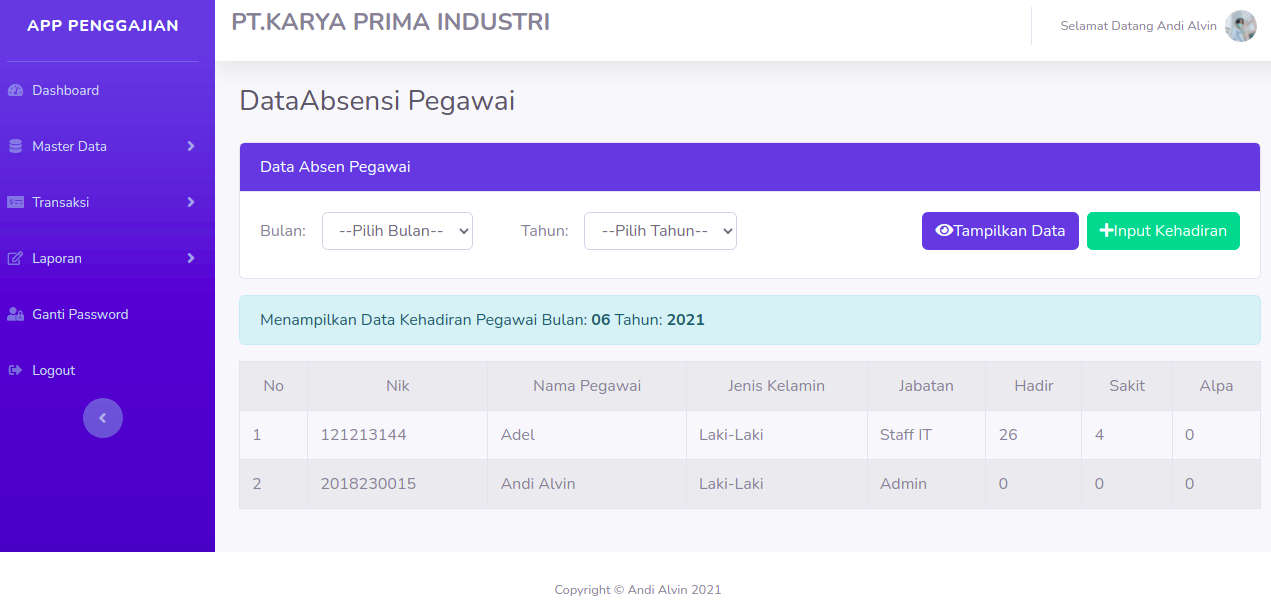 APP PENGGAJIAN
PT.KARYA PRIMA INDUSTRI
Selamat Datang Andi Alvin
Dashboard
Master Data
Transaksi
Laporan
Ganti Password
Logout
DataAbsensi Pegawai
Data Absen Pegawai
Bulan: --Pilih Bulan-- Tahun: --Pilih Tahun-- Tampilkan Data Input Kehadiran
Menampilkan Data Kehadiran Pegawai Bulan: 06 Tahun: 2021
No Nik Nama Pegawai Jenis Kelamin Jabatan Hadir Sakit Alpa
1 121213144 Adel Laki-Laki Staff IT 26 4 0
2 2018230015 Andi Alvin Laki-Laki Admin 0 0 0
Copyright © Andi Alvin 2021